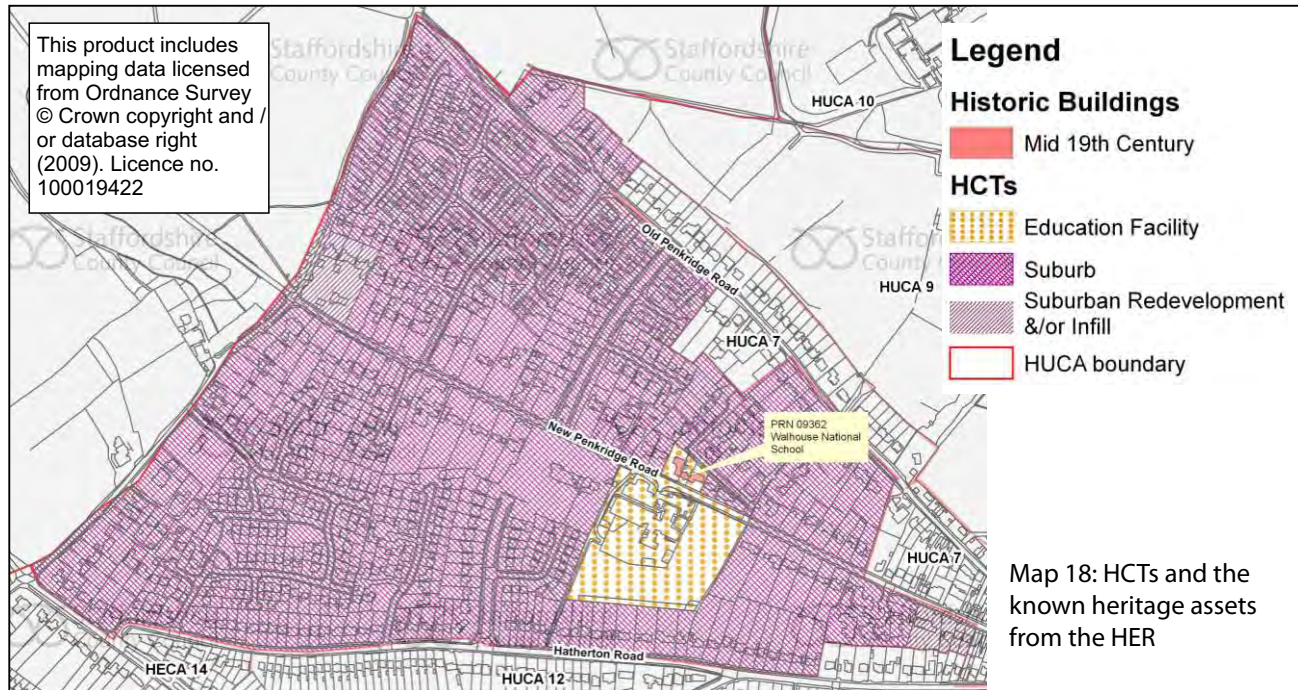 This product includes
mapping data licensed
from Ordnance Survey
© Crown copyright and /
or database right
(2009). Licence no.
100019422
Staffordshire
County Council
Staffordshire
County Council
HUCA 10
Staffordshire
County Council
Staffordshire
County Council
Staffor
County C
Old Penkridge Road
HUCA 9
HUCA 7
New Penkridge Road
PRN 09362
Walhouse National
School
HUCA 7
Hatherton Road
HECA 14
HUCA 12
Legend
Historic Buildings
Mid 19th Century
HCTs
Education Facility
Suburb
Suburban Redevelopment
&/or Infill
HUCA boundary
Map 18: HCTs and the
known heritage assets
from the HER